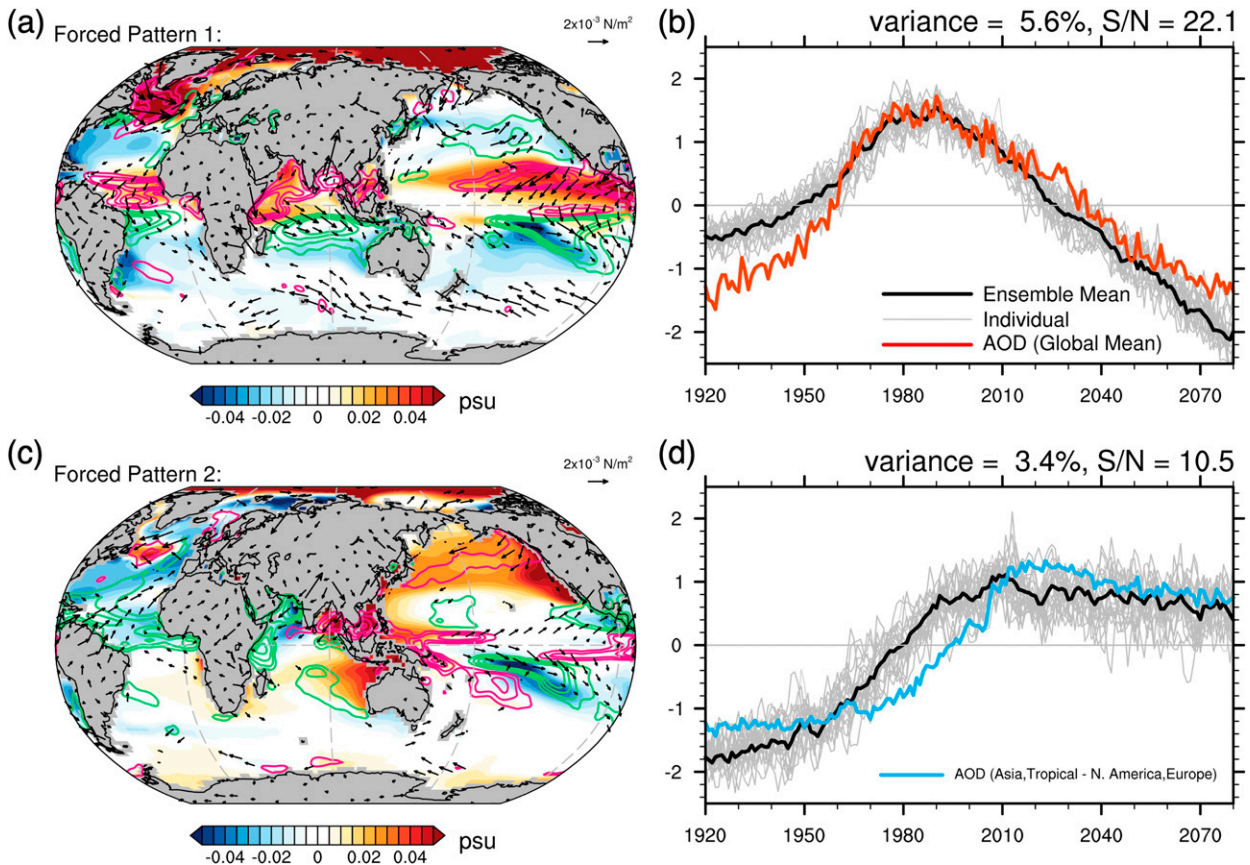 (a)
Forced Pattern 1:
2x10⁻³ N/m²
-0.04 -0.02 0 0.02 0.04 psu
(b)
variance = 5.6%, S/N = 22.1
2
1
0
-1
-2
Ensemble Mean
Individual
AOD (Global Mean)
1920 1950 1980 2010 2040 2070
(c)
Forced Pattern 2:
2x10⁻³ N/m²
-0.04 -0.02 0 0.02 0.04 psu
(d)
variance = 3.4%, S/N = 10.5
2
1
0
-1
-2
AOD (Asia,Tropical - N. America,Europe)
1920 1950 1980 2010 2040 2070